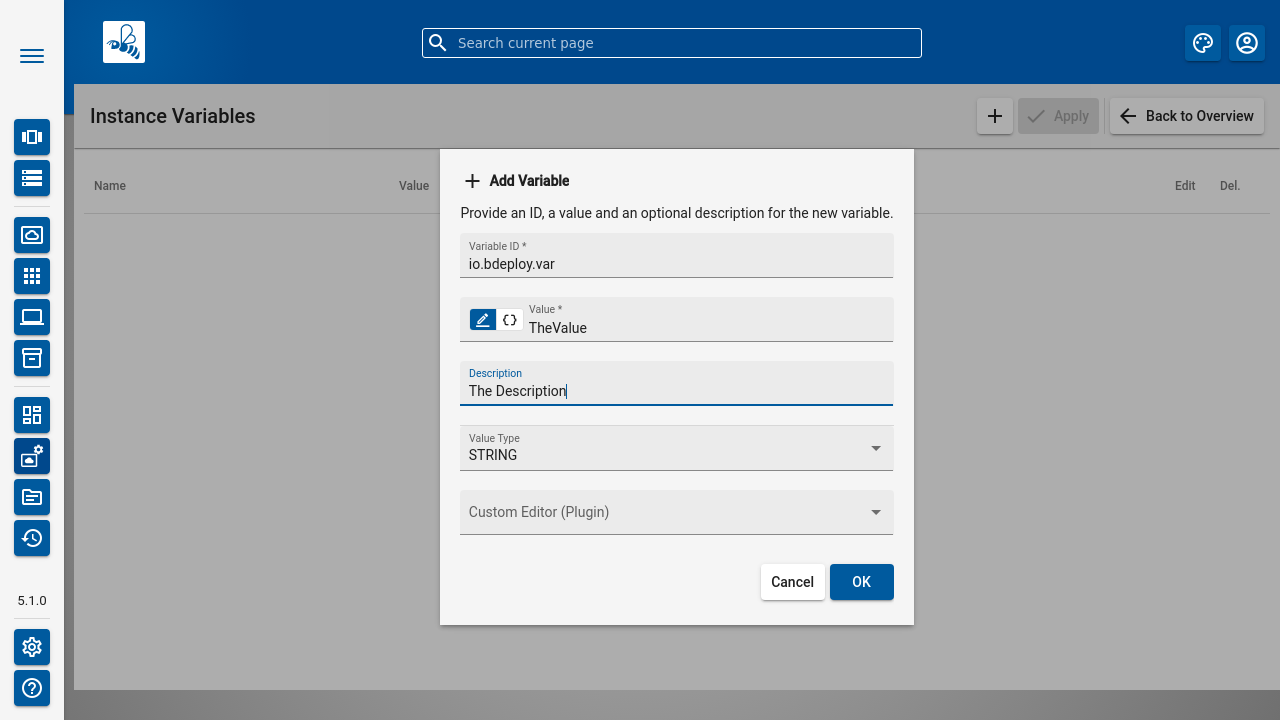 Search current page
Instance Variables
Apply
Back to Overview
Name
Value
Edit
Del.
Add Variable
Provide an ID, a value and an optional description for the new variable.
Variable ID *
io.bdeploy.var
Value *
TheValue
Description
The Description
Value Type
STRING
Custom Editor (Plugin)
Cancel
OK
5.1.0